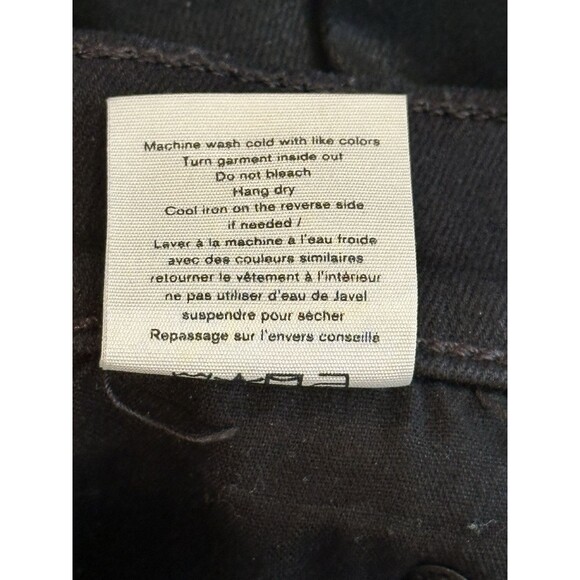 Machine wash cold with like colors
Turn garment inside out
Do not bleach
Hang dry
Cool iron on the reverse side
if needed /
Laver à la machine à l'eau froide
avec des couleurs similaires
retourner le vêtement à l'intérieur
ne pas utiliser d'eau de Javel
suspendre pour sècher
Repassage sur l'envers conseillé